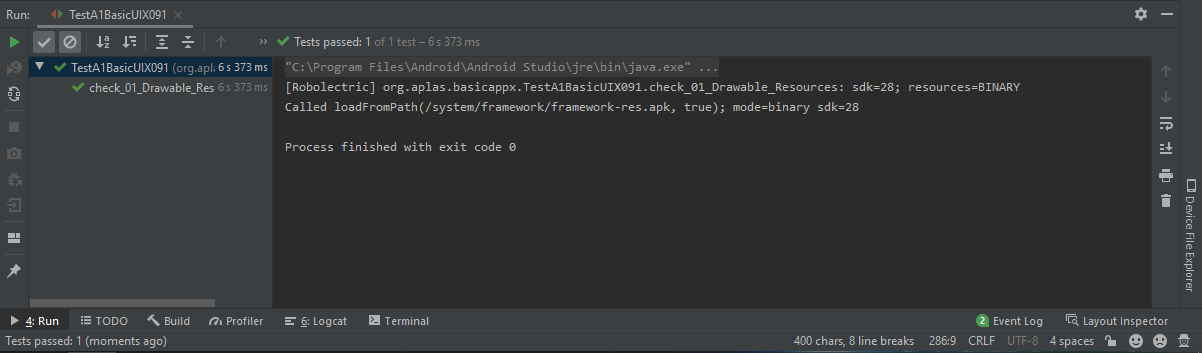 Run: TestA1BasicUIX091
Tests passed: 1 of 1 test – 6 s 373 ms
TestA1BasicUIX091 (org.apla 6 s 373 ms
check_01_Drawable_Res 6 s 373 ms
"C:\Program Files\Android\Android Studio\jre\bin\java.exe" ...
[Robolectric] org.aplas.basicappx.TestA1BasicUIX091.check_01_Drawable_Resources: sdk=28; resources=BINARY
Called loadFromPath(/system/framework/framework-res.apk, true); mode=binary sdk=28
Process finished with exit code 0
Device File Explorer
4: Run TODO Build Profiler 6: Logcat Terminal 2 Event Log Layout Inspector
Tests passed: 1 (moments ago) 400 chars, 8 line breaks 286:9 CRLF UTF-8 4 spaces